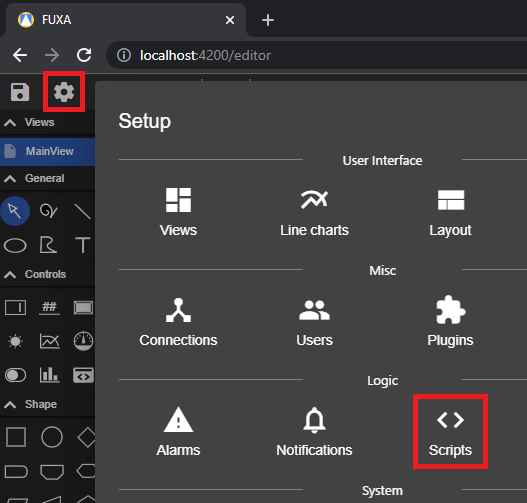 FUXA
localhost:4200/editor
Setup
Views
User Interface
MainView
General
Views
Line charts
Layout
Misc
Controls
##
Connections
Users
Plugins
Logic
Shape
Alarms
Notifications
Scripts
System